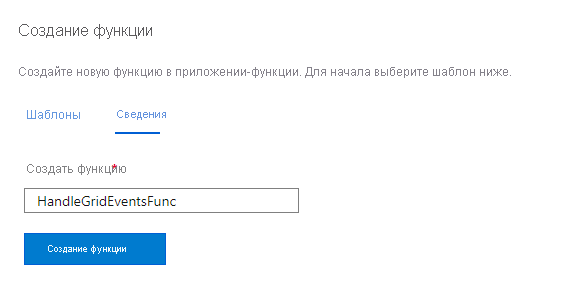 Создание функции
Создайте новую функцию в приложении-функции. Для начала выберите шаблон ниже.
Шаблоны Сведения
Создать функцию*
HandleGridEventsFunc
Создание функции